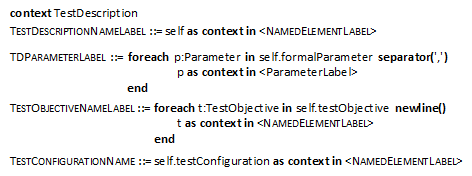 context TestDescription
TESTDESCRIPTIONNAMELABEL ::= self as context in <NAMEDELEMENTLABEL>
TDPARAMETERLABEL ::= foreach p:Parameter in self.formalParameter separator(',')
p as context in <ParameterLabel>
end
TESTOBJECTIVENAMELABEL ::= foreach t:TestObjective in self.testObjective newline()
t as context in <NAMEDELEMENTLABEL>
end
TESTCONFIGURATIONNAME ::= self.testConfiguration as context in <NAMEDELEMENTLABEL>